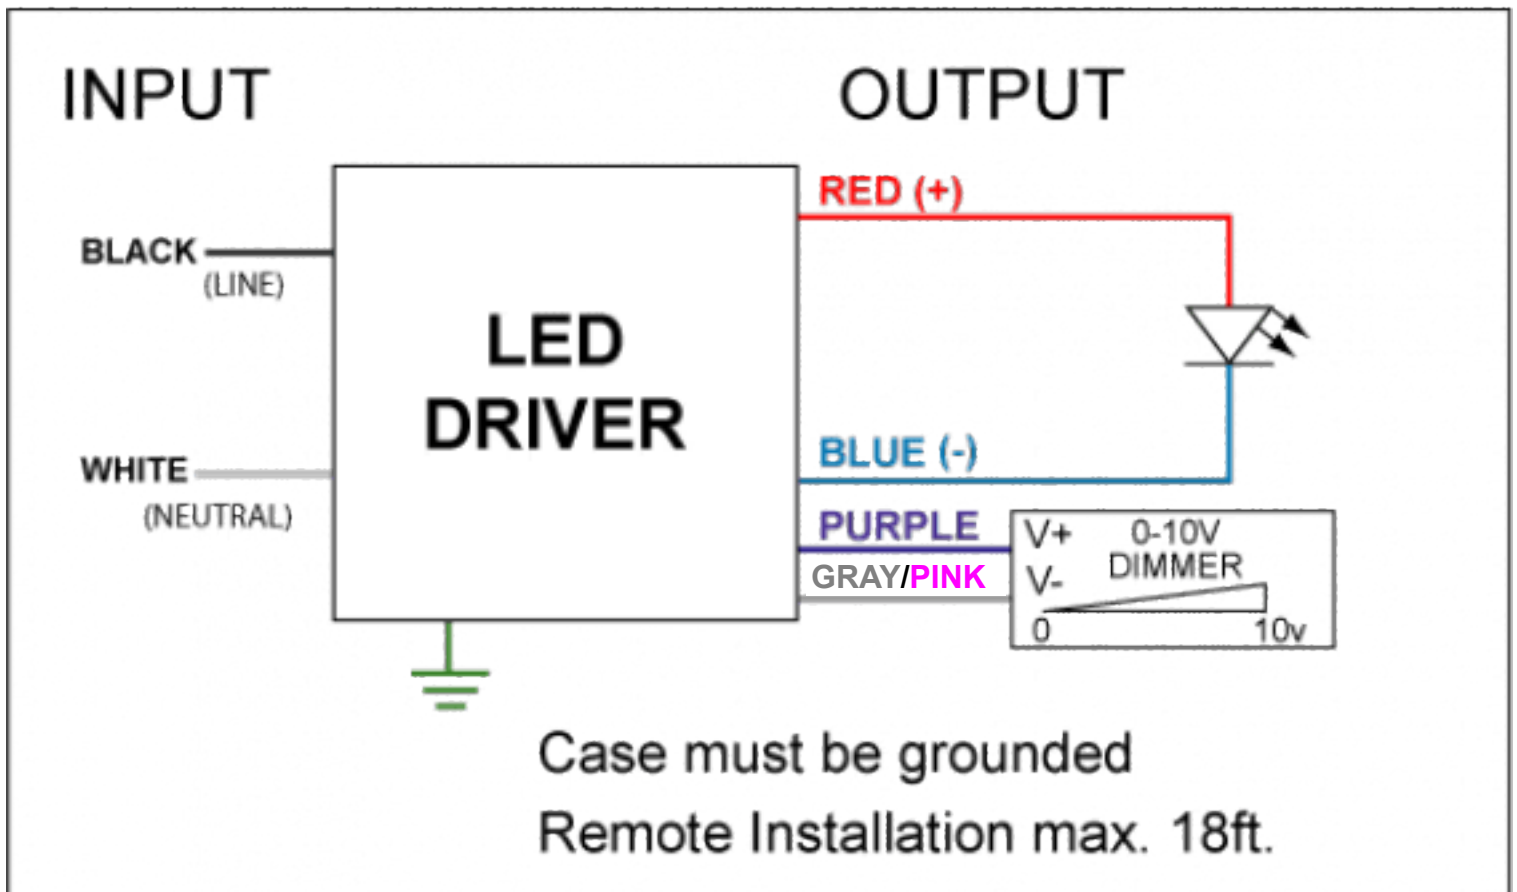 INPUT
OUTPUT
RED (+)
BLACK
(LINE)
LED
DRIVER
BLUE (-)
WHITE
(NEUTRAL)
PURPLE
GRAY/PINK
V+
0-10V
DIMMER
V-
0
10v
Case must be grounded
Remote Installation max. 18ft.